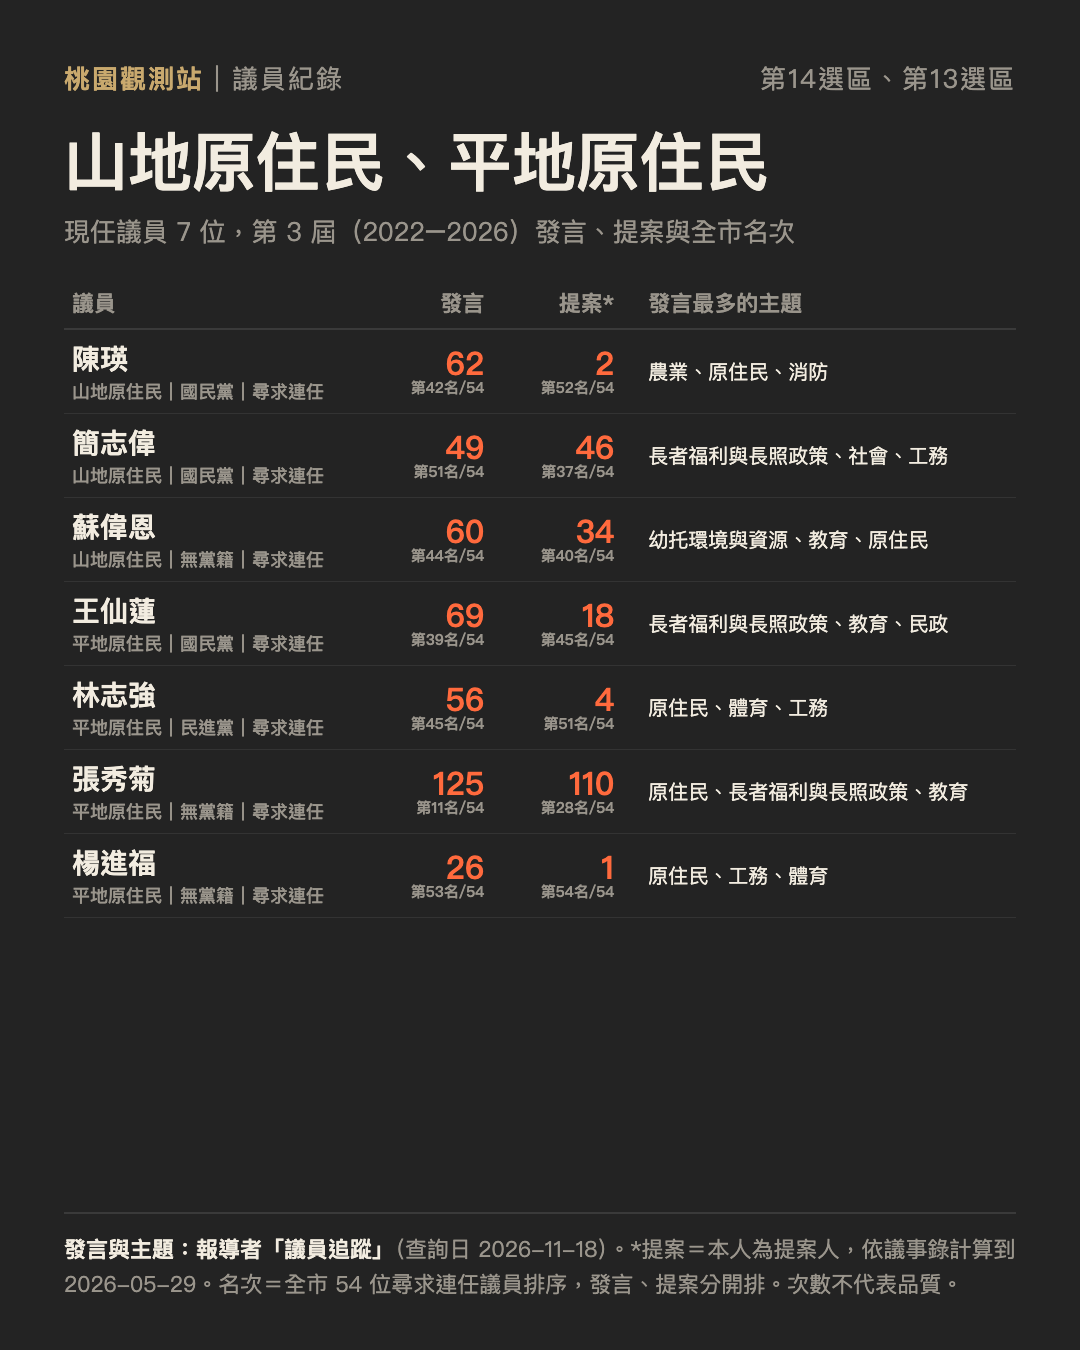 桃園觀測站｜議員紀錄 第14選區、第13選區
山地原住民、平地原住民
現任議員 7 位，第 3 屆（2022—2026）發言、提案與全市名次
議員 發言 提案* 發言最多的主題
陳瑛 62 2 農業、原住民、消防
山地原住民｜國民黨｜尋求連任 第42名/54 第52名/54
簡志偉 49 46 長者福利與長照政策、社會、工務
山地原住民｜國民黨｜尋求連任 第51名/54 第37名/54
蘇偉恩 60 34 幼托環境與資源、教育、原住民
山地原住民｜無黨籍｜尋求連任 第44名/54 第40名/54
王仙蓮 69 18 長者福利與長照政策、教育、民政
平地原住民｜國民黨｜尋求連任 第39名/54 第45名/54
林志強 56 4 原住民、體育、工務
平地原住民｜民進黨｜尋求連任 第45名/54 第51名/54
張秀菊 125 110 原住民、長者福利與長照政策、教育
平地原住民｜無黨籍｜尋求連任 第11名/54 第28名/54
楊進福 26 1 原住民、工務、體育
平地原住民｜無黨籍｜尋求連任 第53名/54 第54名/54
發言與主題：報導者「議員追蹤」（查詢日 2026–11–18）。*提案＝本人為提案人，依議事錄計算到
2026–05–29。名次＝全市 54 位尋求連任議員排序，發言、提案分開排。次數不代表品質。